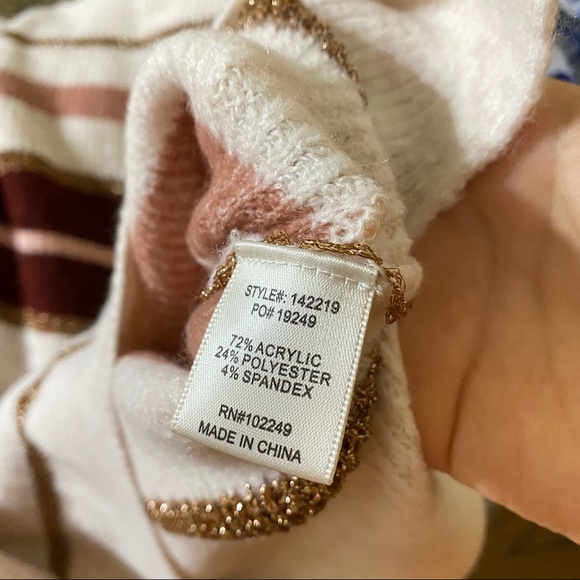 STYLE#: 142219
PO# 19249
72% ACRYLIC
24% POLYESTER
4% SPANDEX
RN#102249
MADE IN CHINA